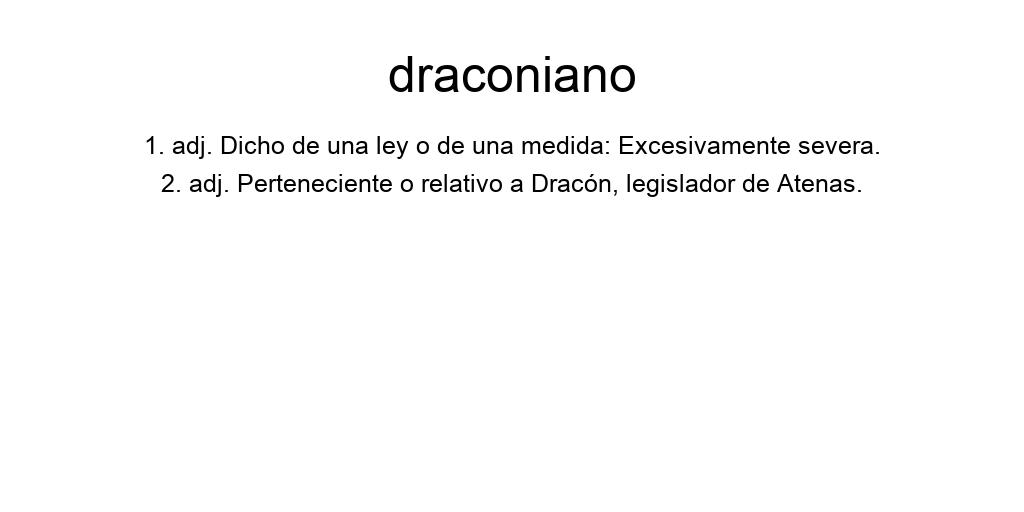 draconiano
1. adj. Dicho de una ley o de una medida: Excesivamente severa.
2. adj. Perteneciente o relativo a Dracón, legislador de Atenas.